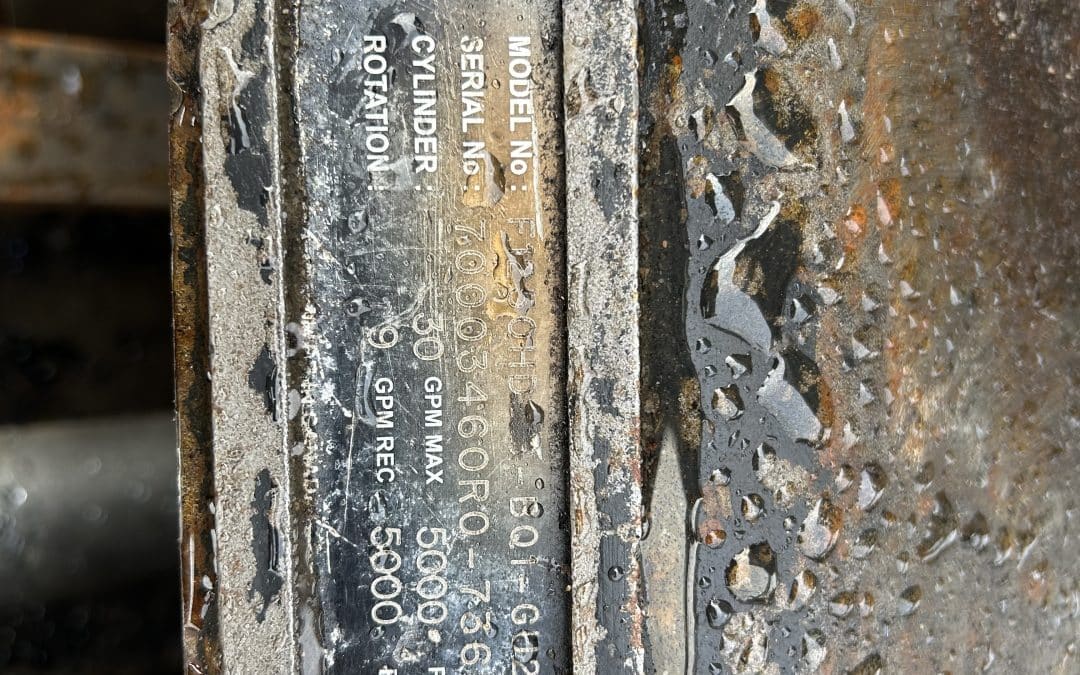 MODEL No:
SERIAL No: 70003460R0-736
CYLINDER: 30 GPM MAX 5000
ROTATION: 9 GPM REC 5000